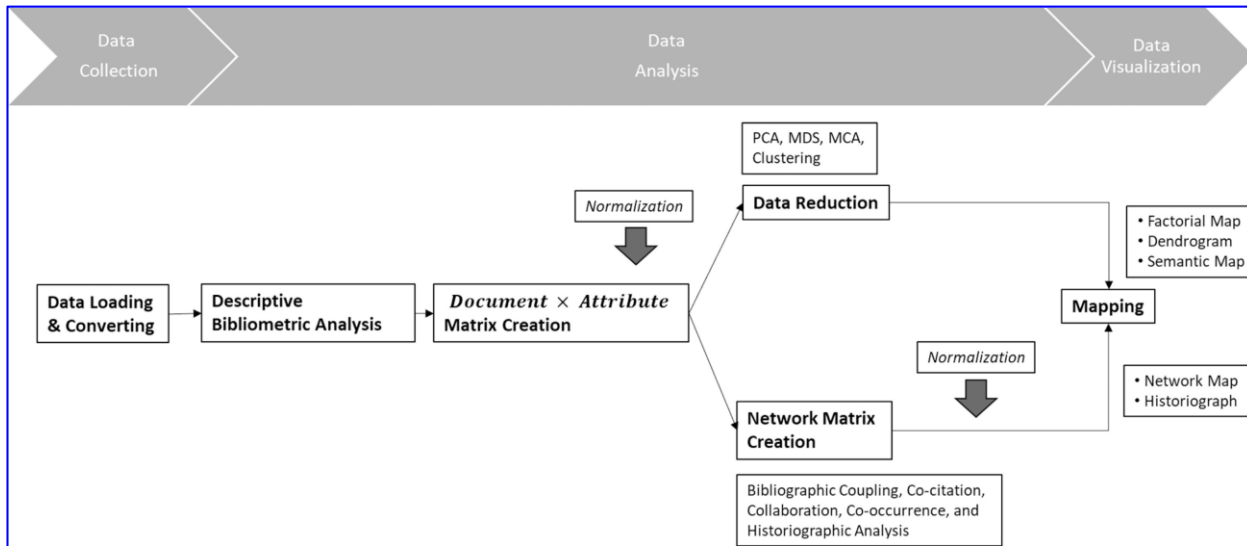 Data
Collection
Data
Analysis
Data
Visualization
PCA, MDS, MCA,
Clustering
Normalization
Data Reduction
• Factorial Map
• Dendrogram
• Semantic Map
Data Loading
& Converting
Descriptive
Bibliometric Analysis
Document × Attribute
Matrix Creation
Mapping
Normalization
• Network Map
• Historiograph
Network Matrix
Creation
Bibliographic Coupling, Co-citation,
Collaboration, Co-occurrence, and
Historiographic Analysis